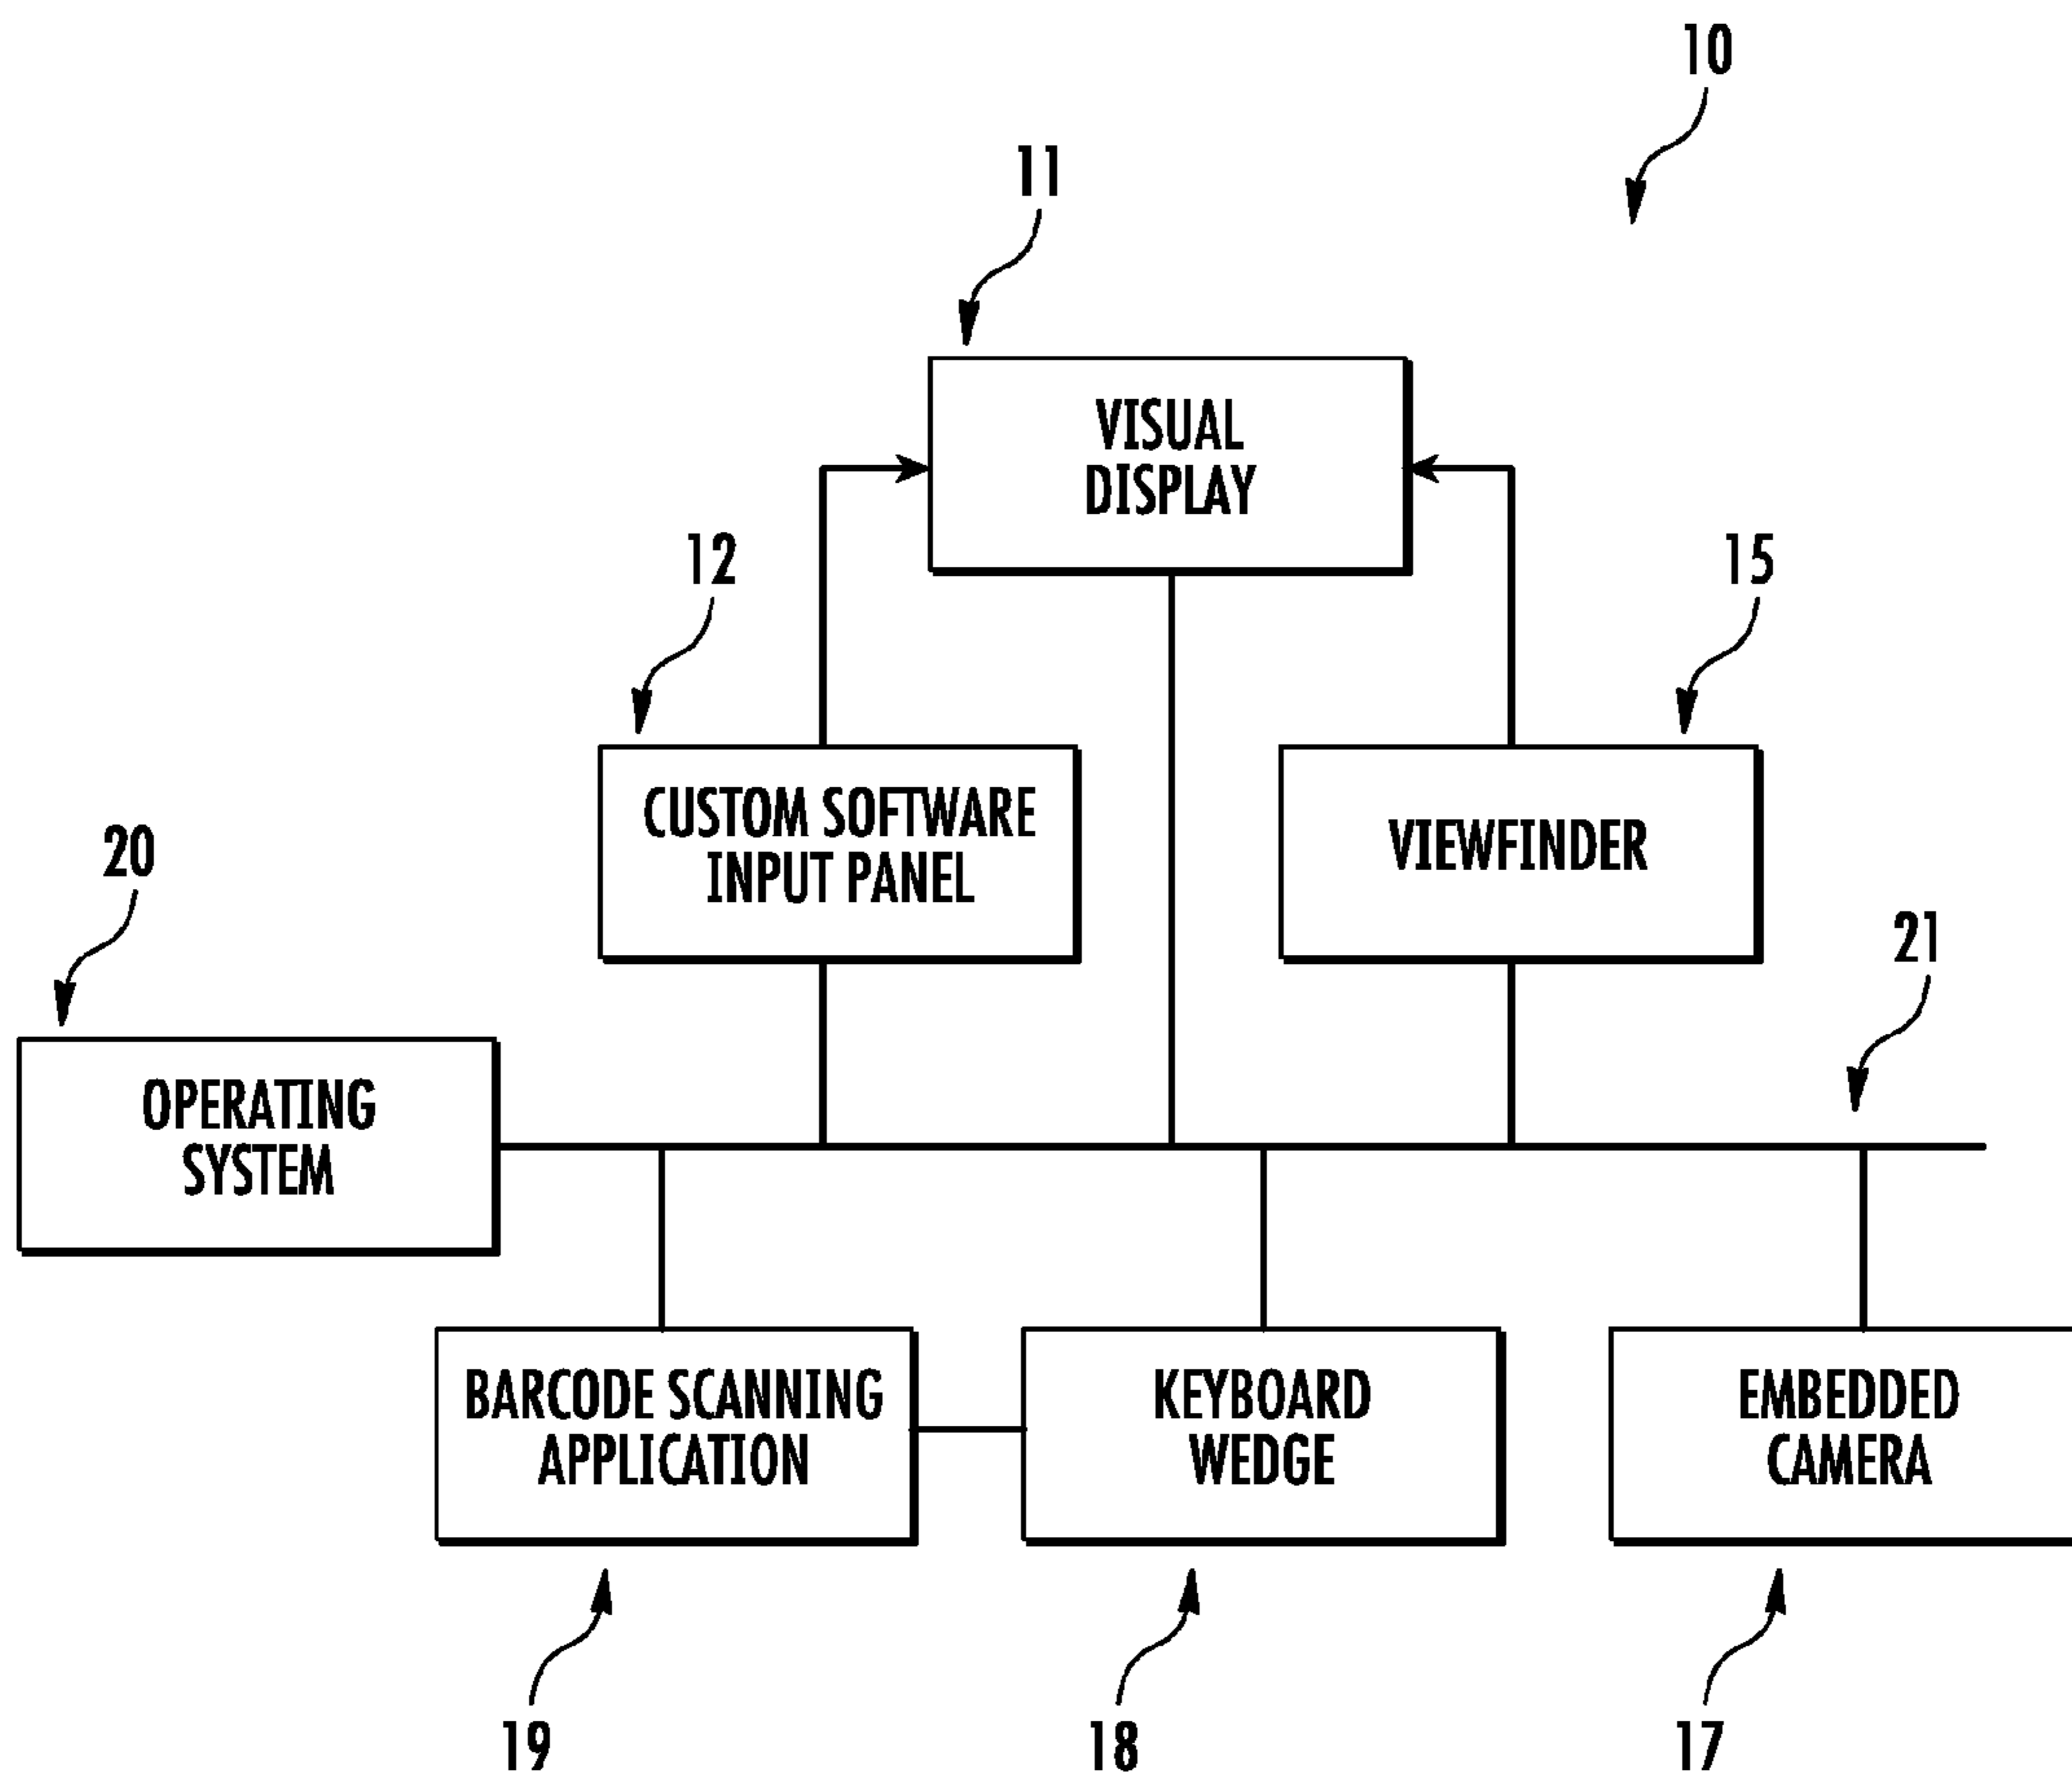 10
11
VISUAL
DISPLAY
12
15
CUSTOM SOFTWARE
INPUT PANEL
VIEWFINDER
20
21
OPERATING
SYSTEM
BARCODE SCANNING
APPLICATION
KEYBOARD
WEDGE
EMBEDDED
CAMERA
19
18
17